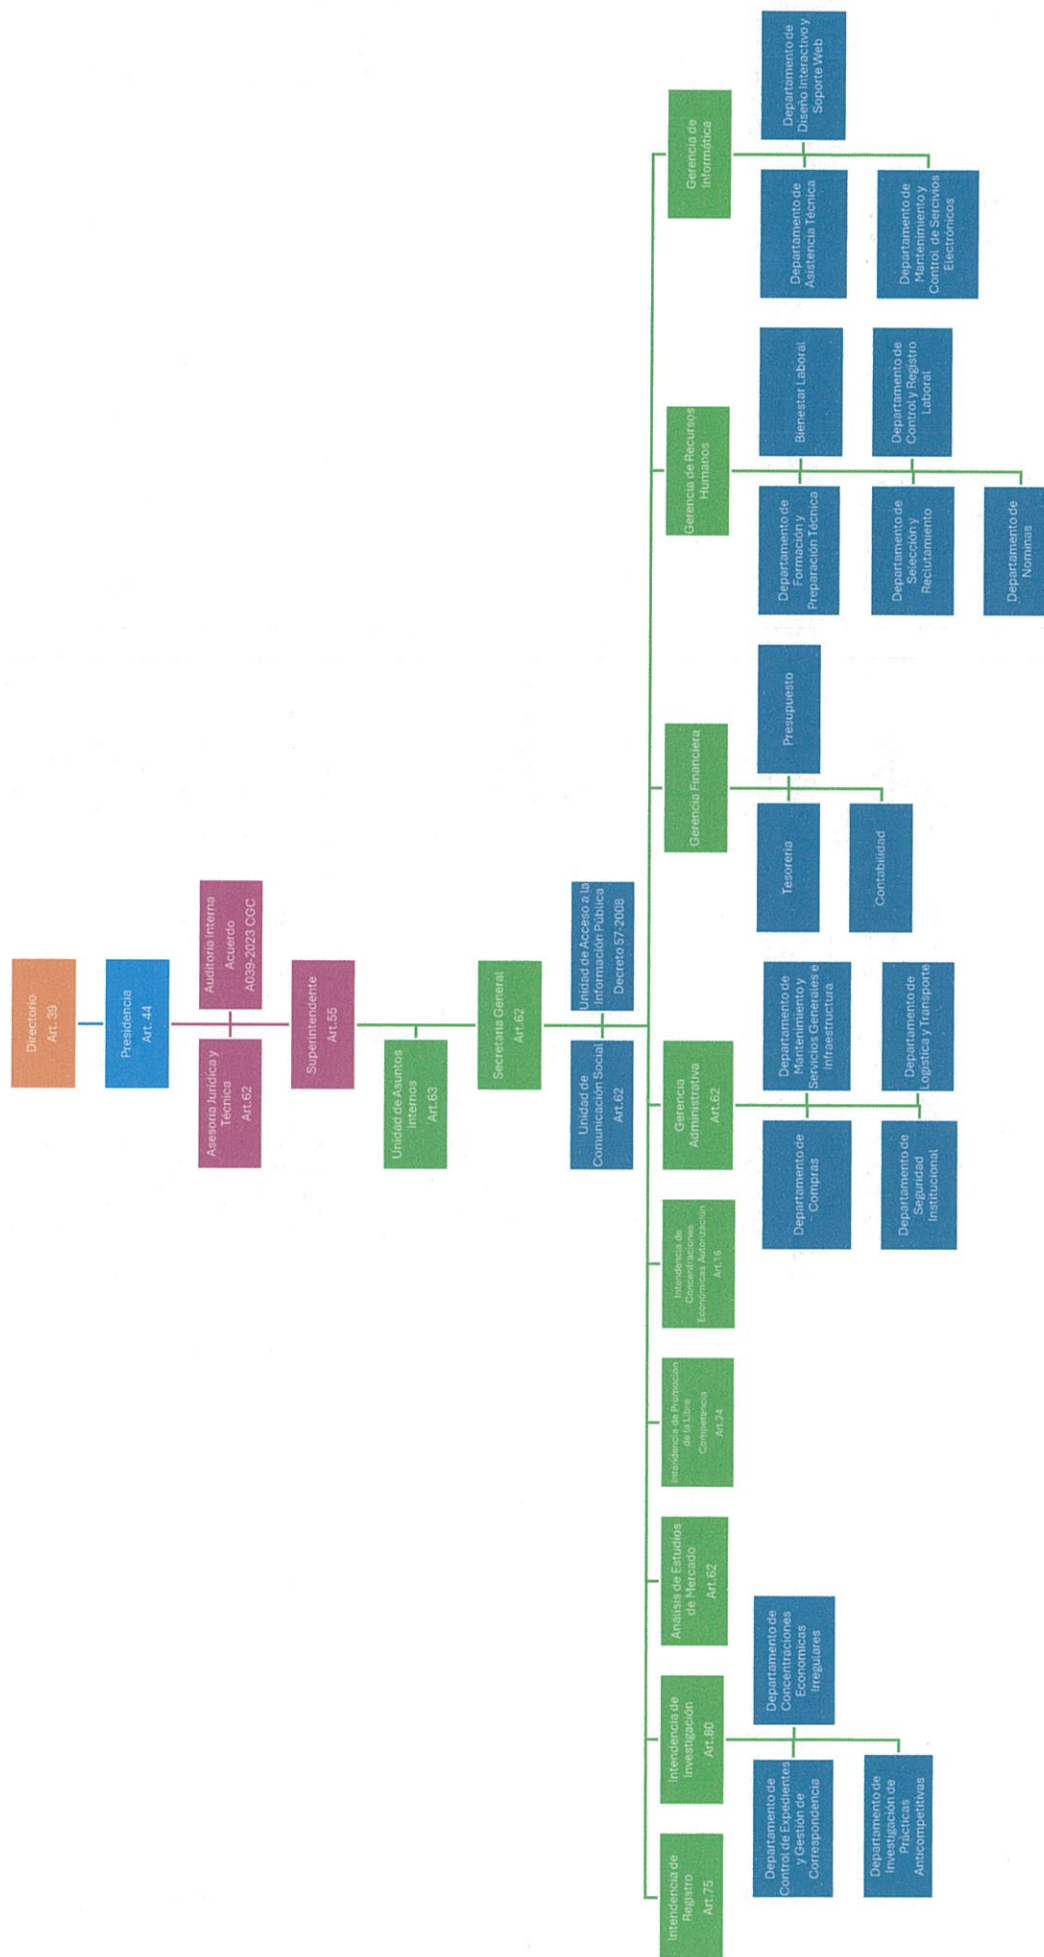 Directorio
Art. 39
Presidencia
Art. 44
Asesoria Jurídica y
Técnica
Art.62
Auditoria Interna
Acuerdo
A039-2023 CGC
Superintendente
Art.55
Unidad de Asuntos
Internos
Art.63
Secretaria General
Art.62
Unidad de
Comunicación Social
Art.62
Unidad de Acceso a la
Información Pública
Decreto 57-2008
Intendencia de
Registro
Art.75
Intendencia de
Investigación
Art.80
Análisis de Estudios
de Mercado
Art.62
Intendencia de Promoción
de la Libre
Competencia
Art.24
Intendencia de
Concentraciones
Económicas Autorización
Art.16
Gerencia
Administrativa
Art.62
Gerencia Financiera
Gerencia de Recursos
Humanos
Gerencia de
Informática
Departamento de
Control de Expedientes
y Gestión de
Correspondencia
Departamento de
Concentraciones
Economicas
Irregulares
Departamento de
Investigación de
Prácticas
Anticompetitivas
Departamento de
Compras
Departamento de
Mantenimiento y
Servicios Generales e
Infraestructura
Departamento de
Seguridad
Institucional
Departamento de
Logística y Transporte
Tesoreria
Presupuesto
Contabilidad
Departamento de
Formación y
Preparación Técnica
Bienestar Laboral
Departamento de
Selección y
Reclutamiento
Departamento de
Control y Registro
Laboral
Departamento de
Nominas
Departamento de
Asistencia Técnica
Departamento de
Diseño Interactivo y
Soporte Web
Departamento de
Mantenimiento y
Control de Sercivios
Electrónicos